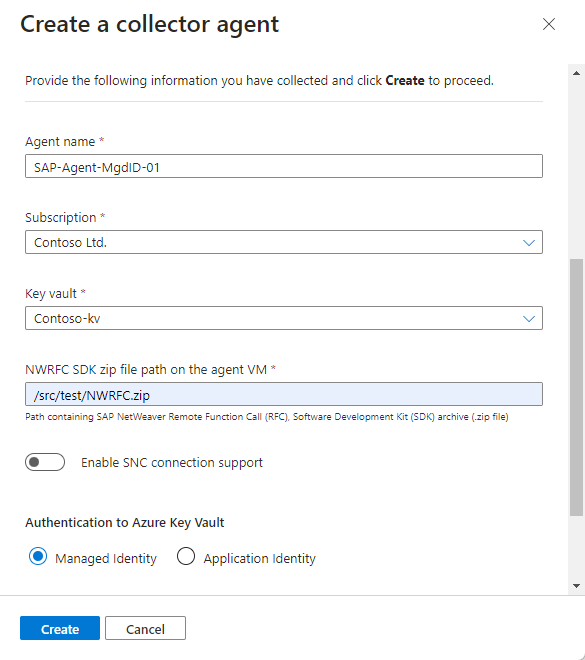 Create a collector agent
Provide the following information you have collected and click Create to proceed.
Agent name *
SAP-Agent-MgdID-01
Subscription *
Contoso Ltd.
Key vault *
Contoso-kv
NWRFC SDK zip file path on the agent VM *
/src/test/NWRFC.zip
Path containing SAP NetWeaver Remote Function Call (RFC), Software Development Kit (SDK) archive (.zip file)
Enable SNC connection support
Authentication to Azure Key Vault
Managed Identity Application Identity
Create Cancel